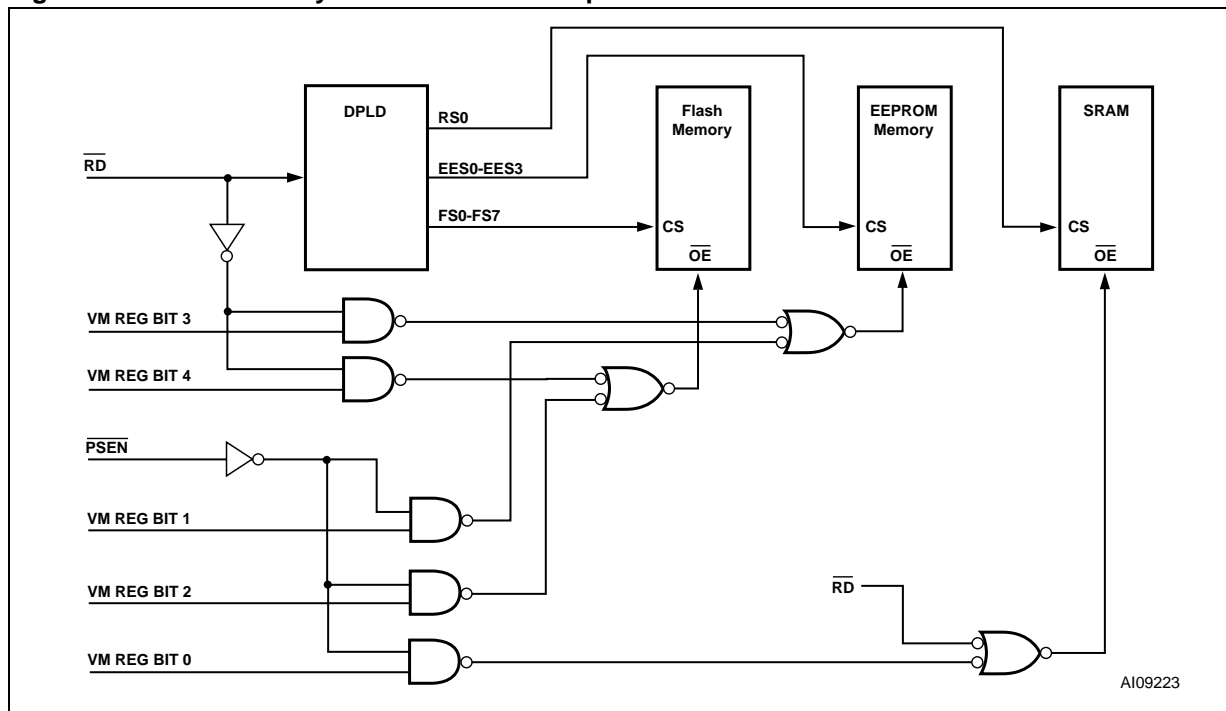 DPLD
RS0
EES0-EES3
FS0-FS7
Flash
Memory
CS
OE
EEPROM
Memory
CS
OE
SRAM
CS
OE
RD
VM REG BIT 3
VM REG BIT 4
PSEN
VM REG BIT 1
VM REG BIT 2
VM REG BIT 0
RD
AI09223